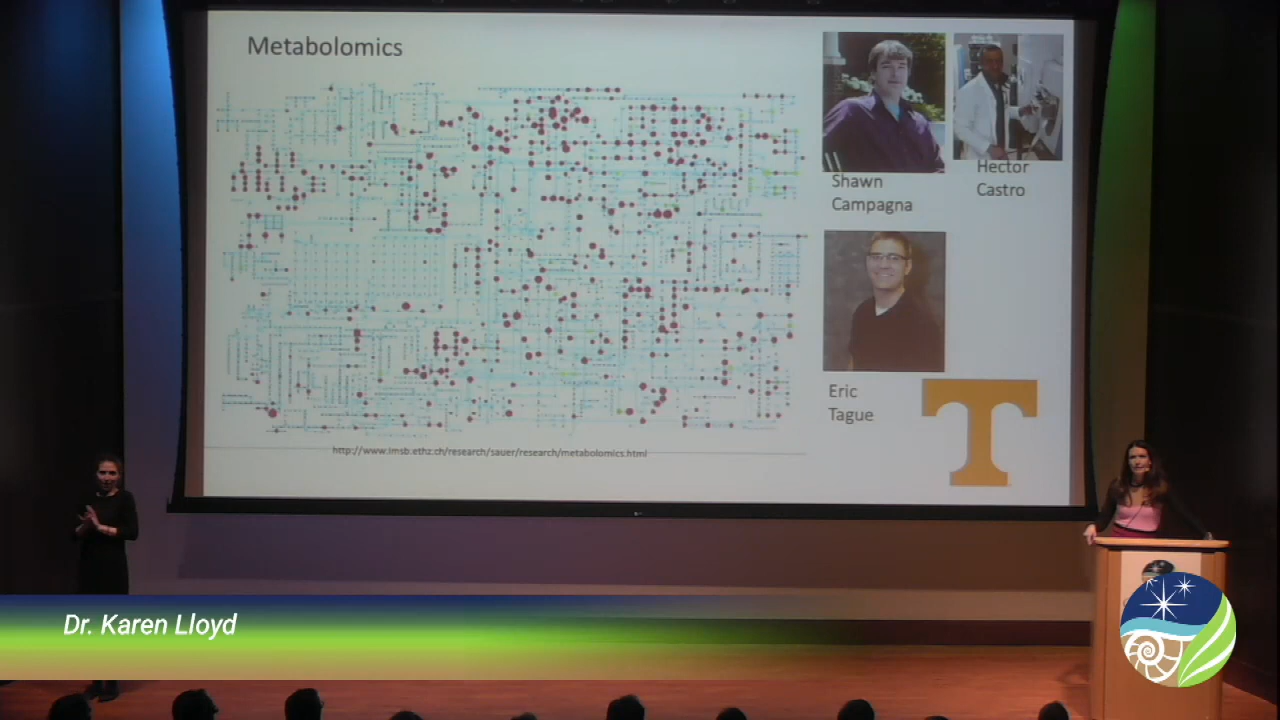 Metabolomics
Shawn
Campagna
Hector
Castro
Eric
Tague
http://www.imsb.ethz.ch/research/sauer/research/metabolomics.html
T
Dr. Karen Lloyd